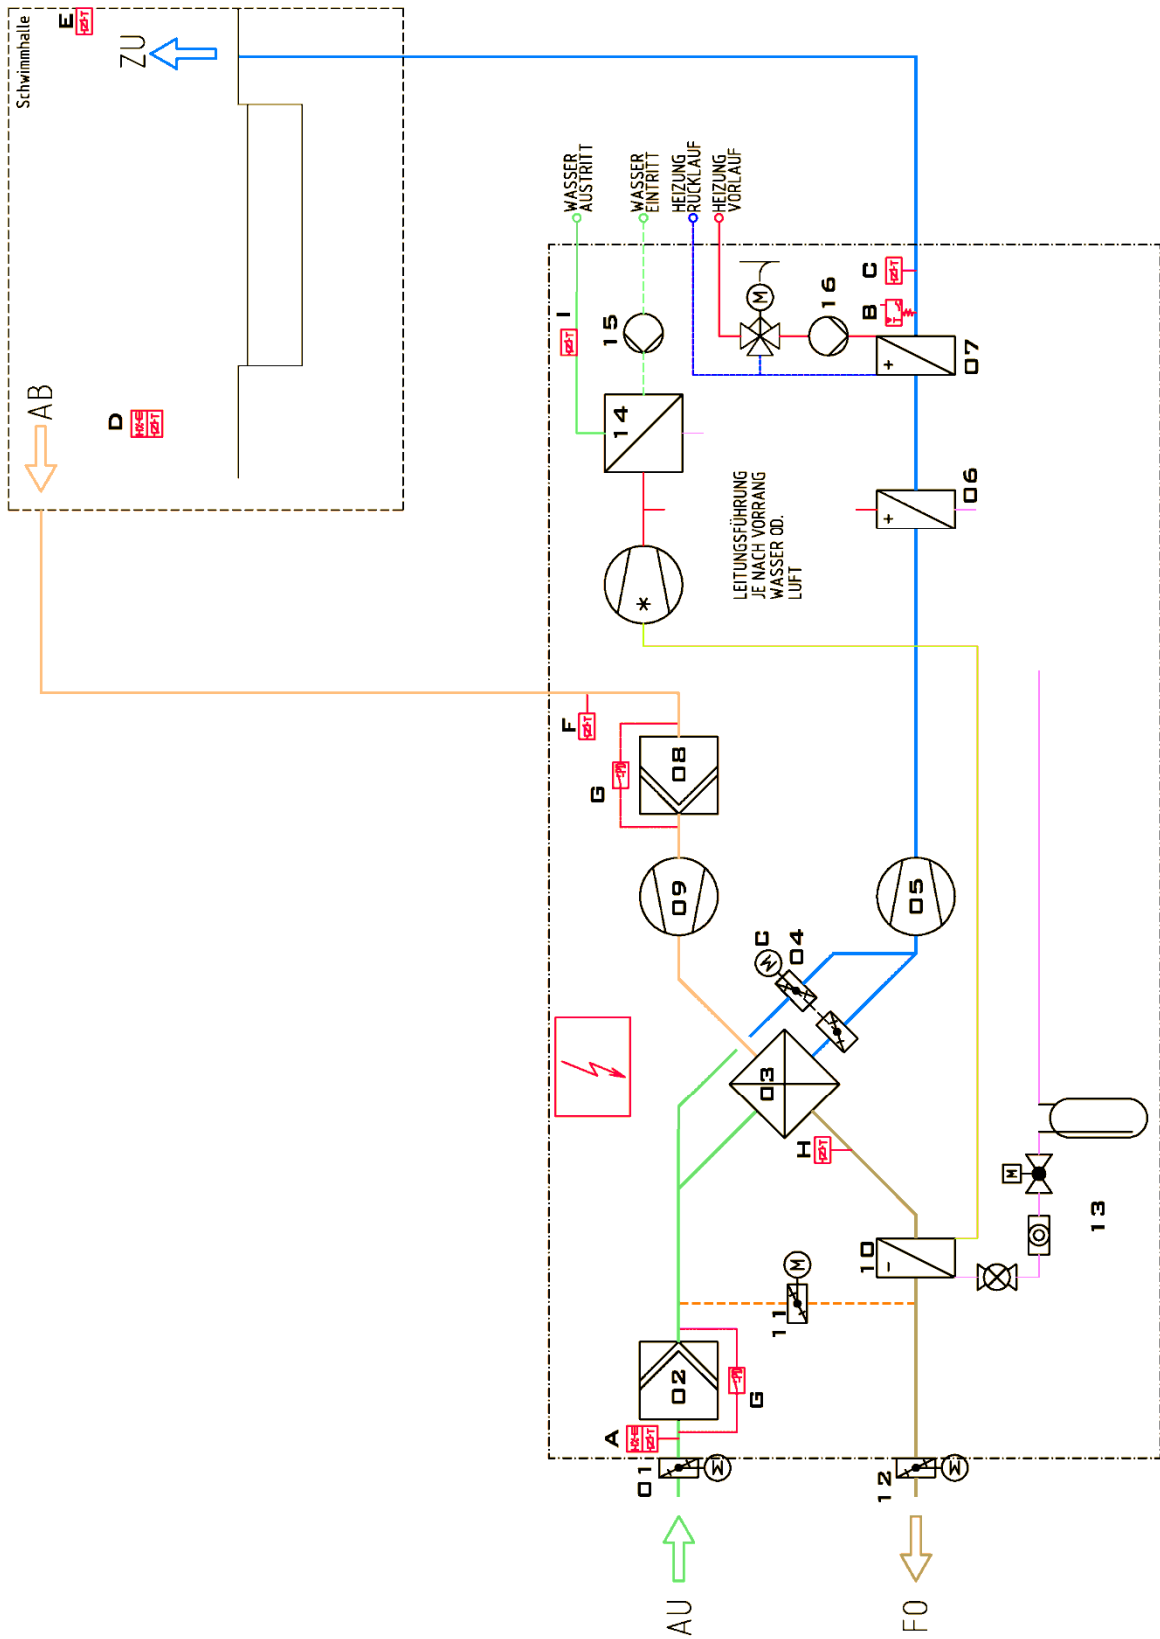 Schwimmhalle
E
ZU
AB
D
WASSER
AUSTRITT
WASSER
EINTRITT
HEIZUNG
RÜCKLAUF
HEIZUNG
VORLAUF
I
15
M
16
C
B
T
14
+
07
+
06
*
LEITUNGSFÜHRUNG
JE NACH VORRANG
WASSER OD.
LUFT
F
G
08
09
05
C
04
M
03
H
M
13
10
-
11
M
02
G
A
01
M
12
M
AU
FO